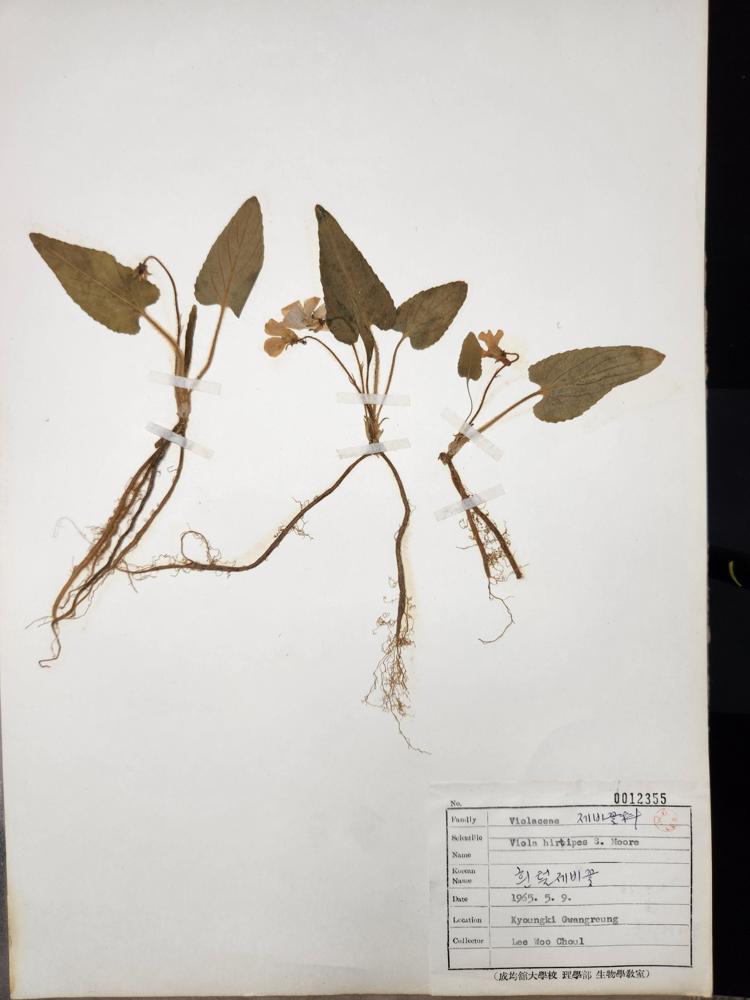 No. 0012355
Family Violaceae 제비꽃과
Scientific Name Viola hirtipes S. Moore
Korean Name 흰털제비꽃
Date 1965. 5. 9.
Location Kyoungki Gwangreung
Collector Lee Woo Choul
(成均館大學校 理學部 生物學敎室)